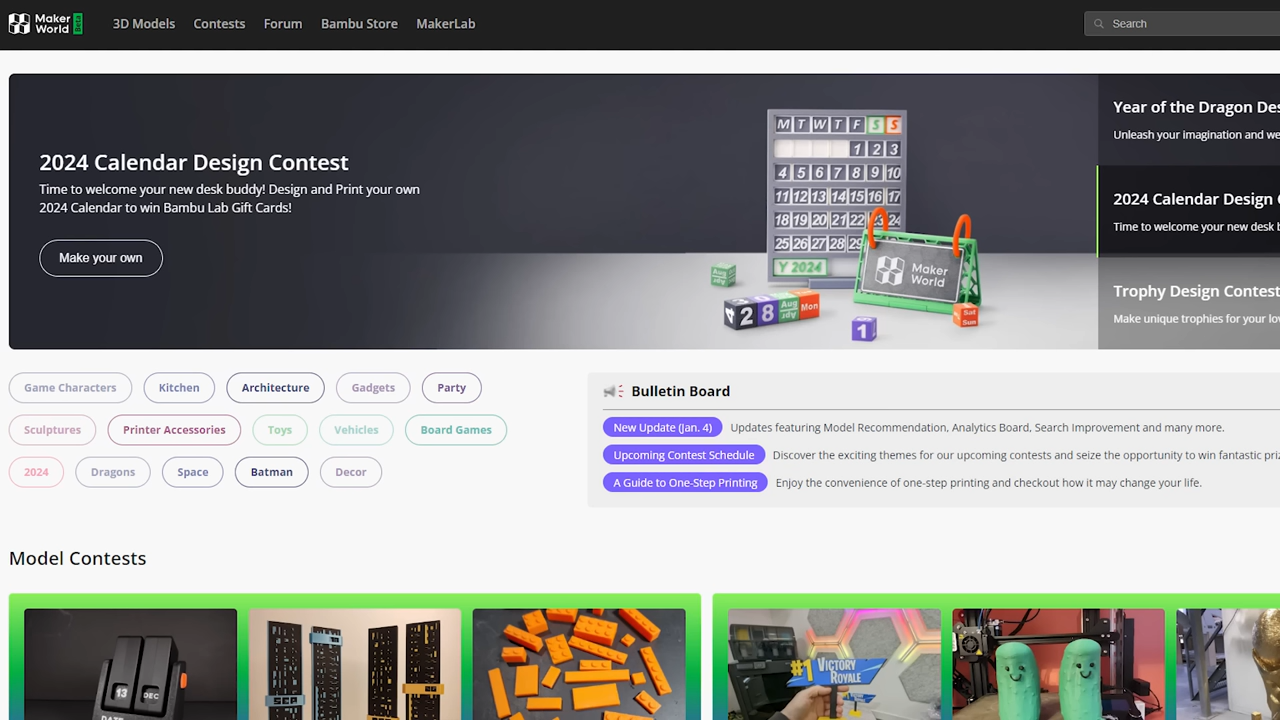 Maker
World
Beta
3D Models
Contests
Forum
Bambu Store
MakerLab
Search
2024 Calendar Design Contest
Time to welcome your new desk buddy! Design and Print your own
2024 Calendar to win Bambu Lab Gift Cards!
Make your own
M T W T F S S
1 2 3
4 5 6 7 8 9 10
11 12 13 14 15 16 17
18 19 20 21 22 23 24
25 26 27 28 29
Y 2024
Maker
World
Aug
2 8 Aug Mon
1
Sat
Sun
Year of the Dragon Des
Unleash your imagination and we
2024 Calendar Design
Time to welcome your new desk
Trophy Design Contest
Make unique trophies for your
Game Characters
Kitchen
Architecture
Gadgets
Party
Sculptures
Printer Accessories
Toys
Vehicles
Board Games
2024
Dragons
Space
Batman
Decor
Bulletin Board
New Update (Jan. 4)
Updates featuring Model Recommendation, Analytics Board, Search Improvement and many more.
Upcoming Contest Schedule
Discover the exciting themes for our upcoming contests and seize the opportunity to win fantastic
A Guide to One-Step Printing
Enjoy the convenience of one-step printing and checkout how it may change your life.
Model Contests
13 DEC
DATE
SEP
#1 VICTORY
ROYALE